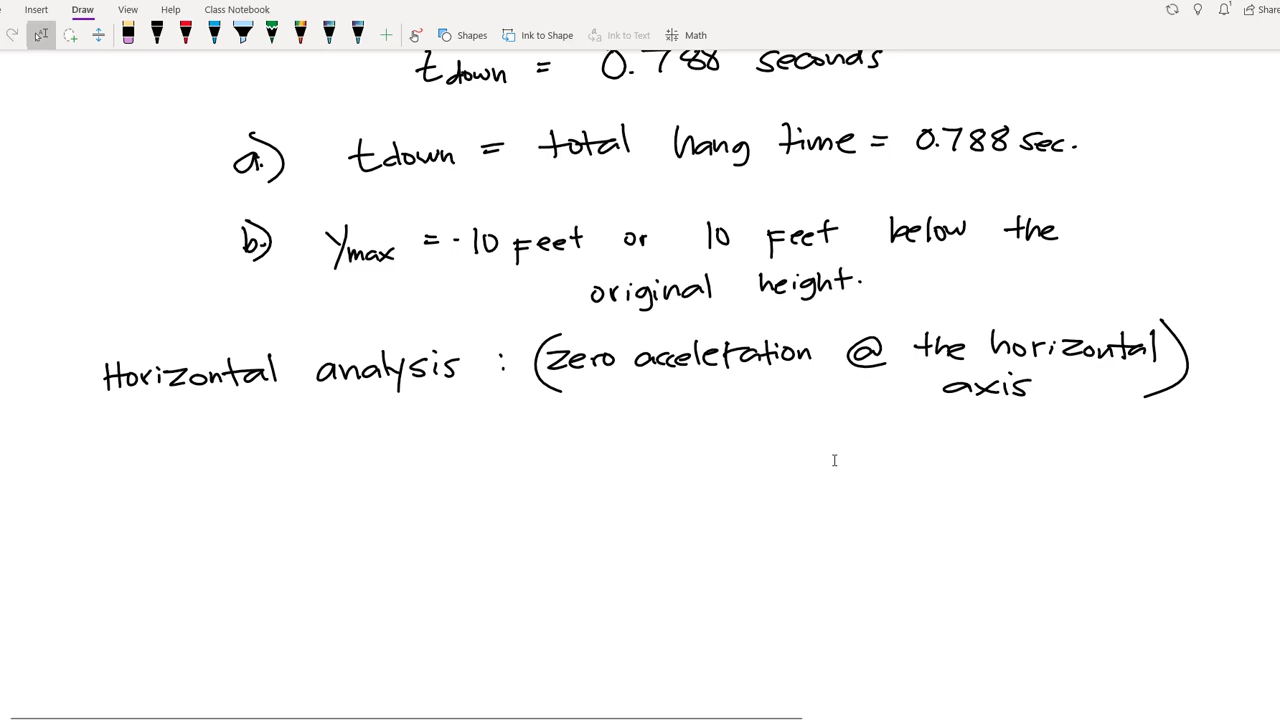 Insert Draw View Help Class Notebook Share
Shapes Ink to Shape Ink to Text Math
tdown = 0.788 seconds
a.) tdown = total hang time = 0.788 sec.
b.) Ymax = -10 Feet or 10 Feet below the
original height.
Horizontal analysis : (zero acceleration @ the horizontal
axis)